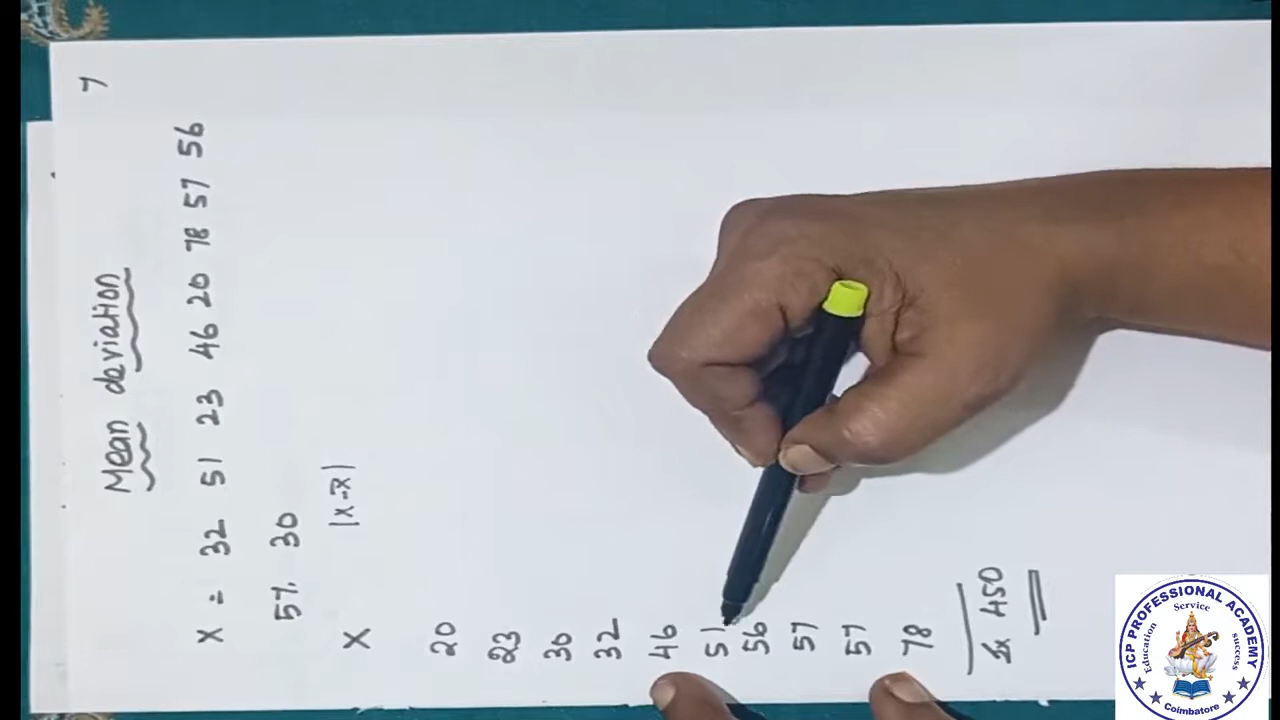 7
Mean deviation
X = 32 51 23 46 20 78 57 56
57, 30
X |x-x̄|
20
23
30
32
46
51
56
57
57
78
Σx 450
ICP PROFESSIONAL ACADEMY
Service
Education
success
Coimbatore